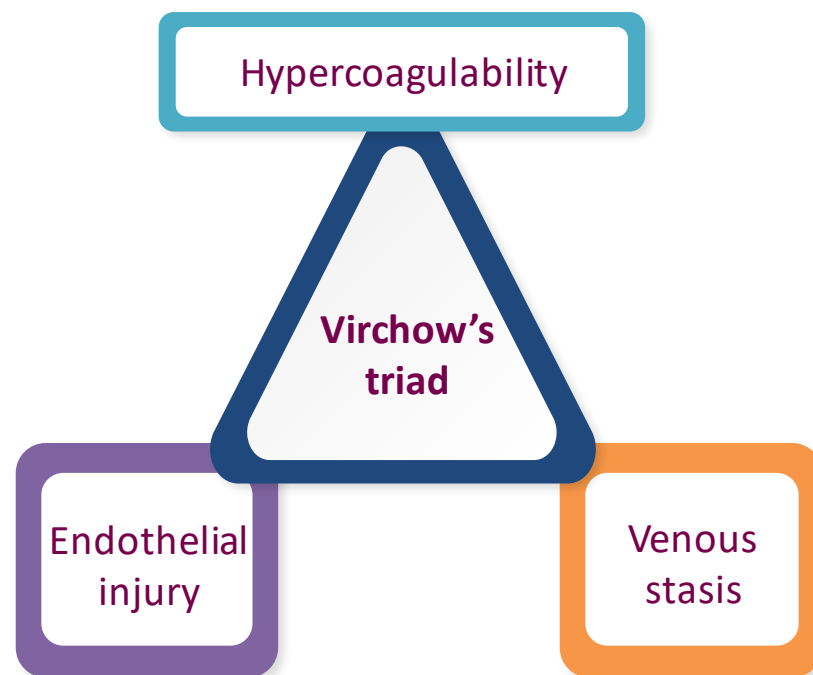 Hypercoagulability
Virchow’s
triad
Endothelial
injury
Venous
stasis